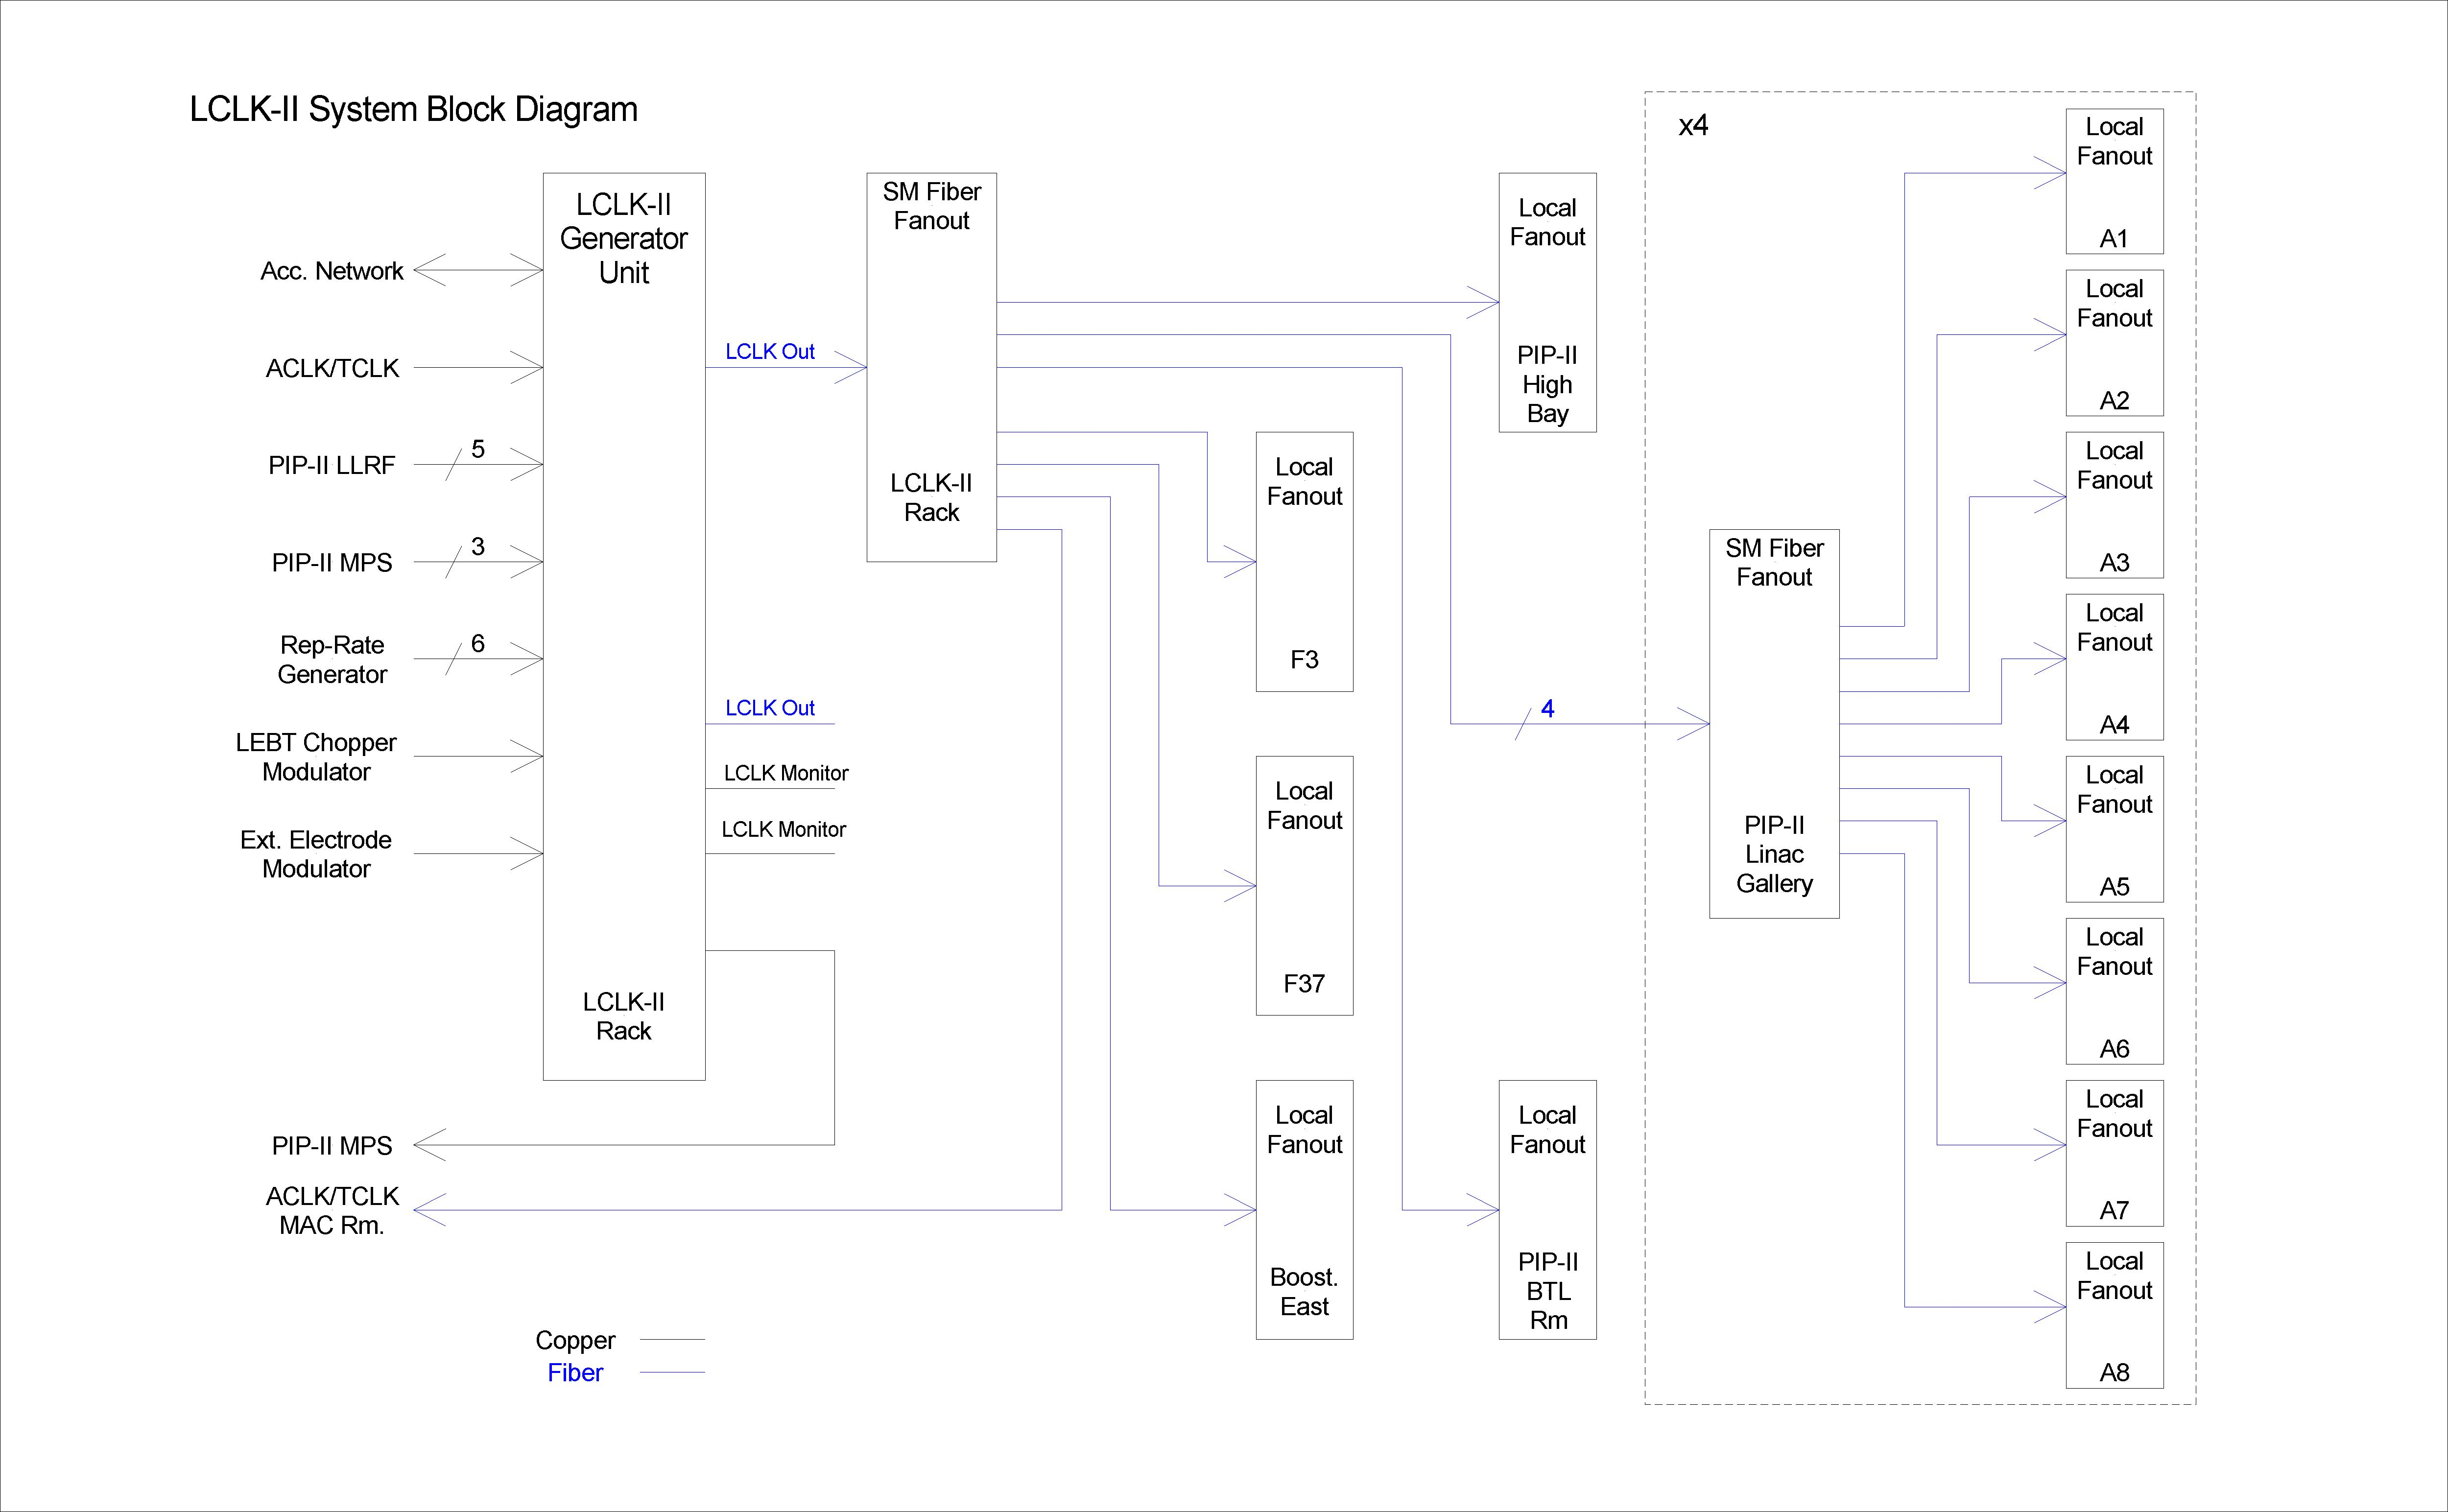 LCLK-II System Block Diagram
LCLK-II
Generator
Unit
LCLK-II
Rack
Acc. Network
ACLK/TCLK
PIP-II LLRF
5
PIP-II MPS
3
Rep-Rate
Generator
6
LEBT Chopper
Modulator
Ext. Electrode
Modulator
PIP-II MPS
ACLK/TCLK
MAC Rm.
LCLK Out
LCLK Out
LCLK Monitor
LCLK Monitor
Copper
Fiber
SM Fiber
Fanout
LCLK-II
Rack
Local
Fanout
F3
Local
Fanout
F37
Local
Fanout
Boost.
East
Local
Fanout
PIP-II
High
Bay
Local
Fanout
PIP-II
BTL
Rm
4
x4
SM Fiber
Fanout
PIP-II
Linac
Gallery
Local
Fanout
A1
Local
Fanout
A2
Local
Fanout
A3
Local
Fanout
A4
Local
Fanout
A5
Local
Fanout
A6
Local
Fanout
A7
Local
Fanout
A8